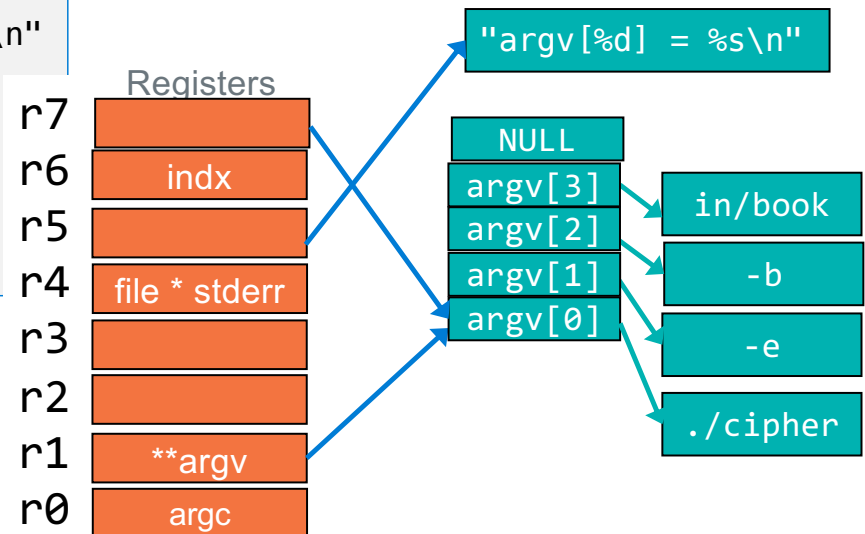 \n"
"argv[%d] = %s\n"
Registers
r7
r6 indx
r5
r4 file * stderr
r3
r2
r1 **argv
r0 argc
NULL
argv[3]
argv[2]
argv[1]
argv[0]
in/book
-b
-e
./cipher